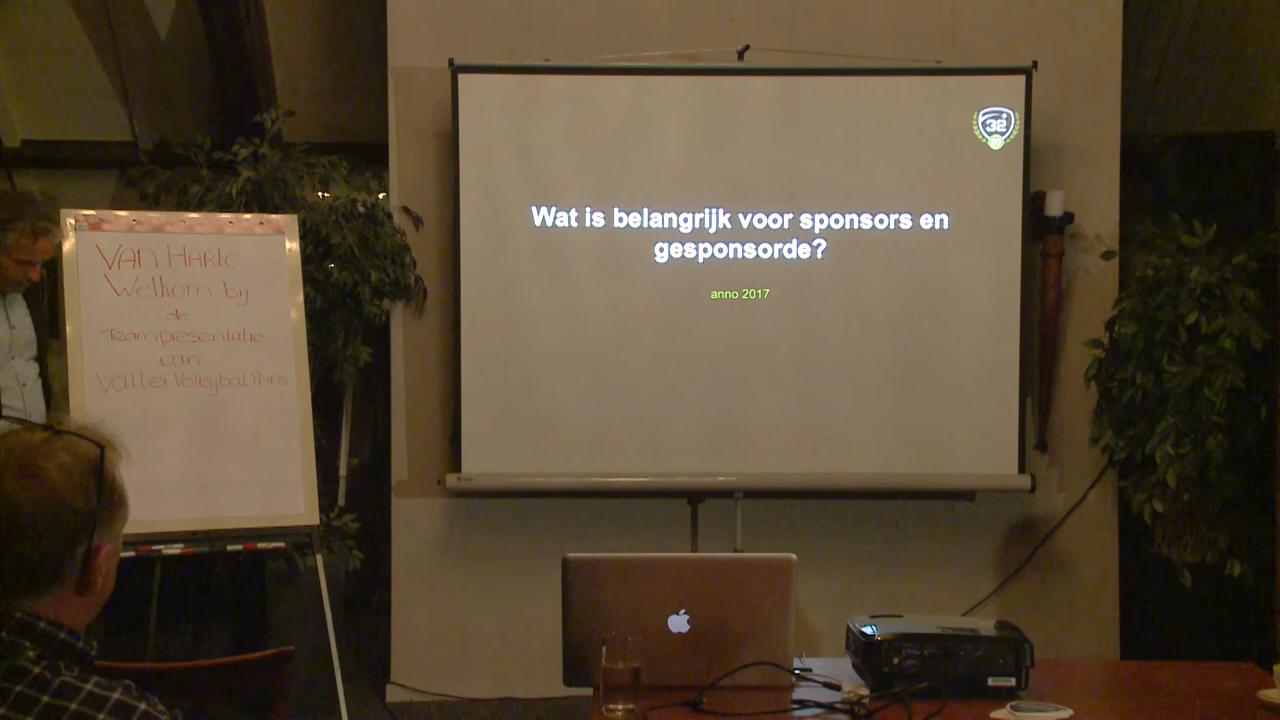 VAN HARTE
Welkom bij
de
Teampresentatie
van
Vallei Volleybal Prins
32
Wat is belangrijk voor sponsors en
gesponsorde?
anno 2017